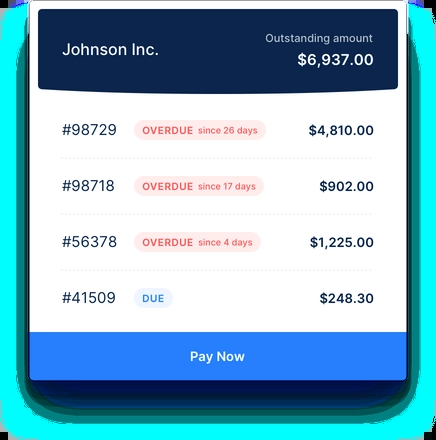 Johnson Inc.
Outstanding amount
$6,937.00
#98729 OVERDUE since 26 days $4,810.00
#98718 OVERDUE since 17 days $902.00
#56378 OVERDUE since 4 days $1,225.00
#41509 DUE $248.30
Pay Now